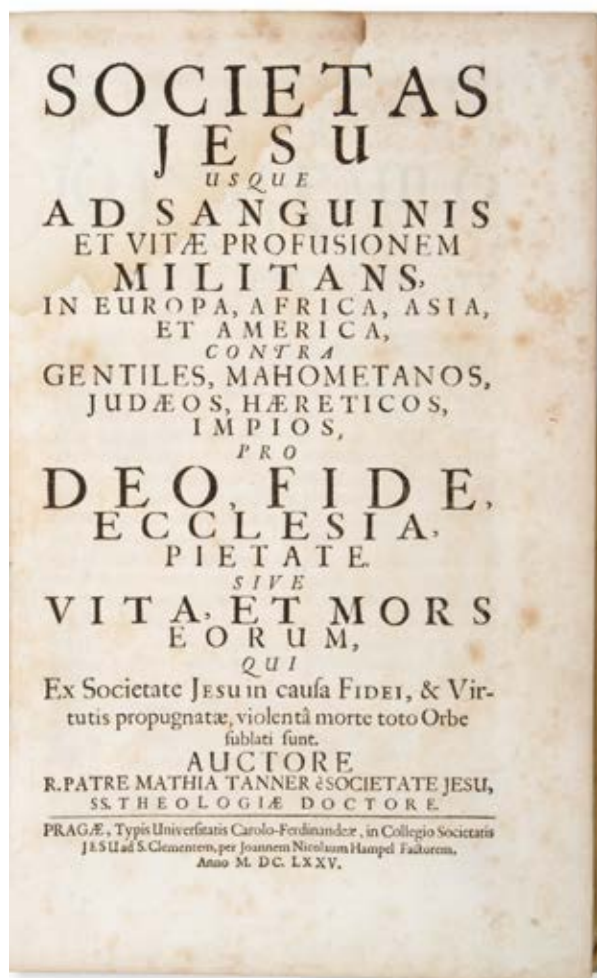 SOCIETAS
JESU
USQUE
AD SANGUINIS
ET VITÆ PROFUSIONEM
MILITANS,
IN EUROPA, AFRICA, ASIA,
ET AMERICA,
CONTRA
GENTILES, MAHOMETANOS,
JUDÆOS, HÆRETICOS,
IMPIOS,
PRO
DEO, FIDE,
ECCLESIA,
PIETATE.
SIVE
VITA, ET MORS
EORUM,
QUI
Ex Societate JESU in cauſa FIDEI, & Vir-
tutis propugnatæ, violentâ morte toto Orbe
ſublati ſunt.
AUCTORE
R. PATRE MATHIA TANNER è SOCIETATE JESU,
SS. THEOLOGIÆ DOCTORE.
PRAGÆ, Typis Univerſitatis Carolo-Ferdinandeæ, in Collegio Societatis
JESU ad S. Clementem, per Joannem Nicolaum Hampel Factorem.
Anno M. DC. LXXV.